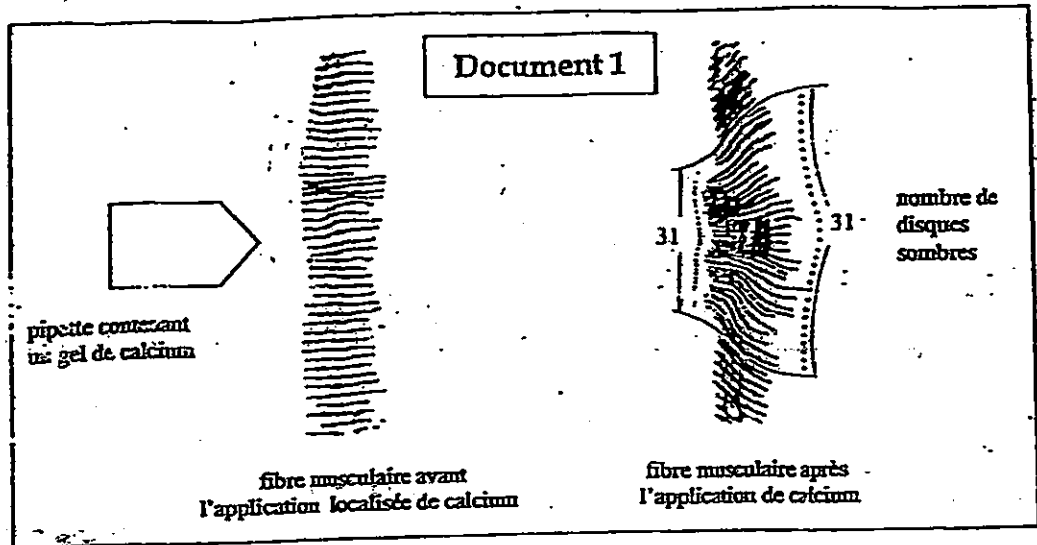 Document 1
31
31
nombre de
disques
sombres
pipette contenant
un gel de calcium
fibre musculaire avant
l'application localisée de calcium
fibre musculaire après
l'application de calcium